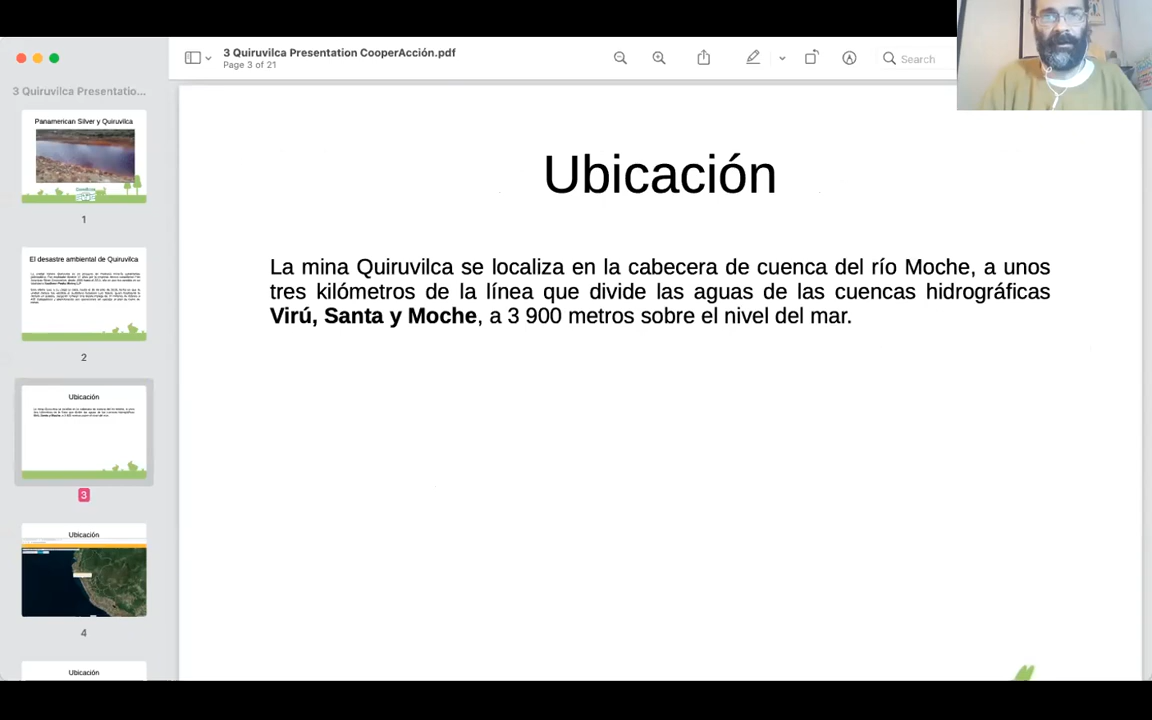 3 Quiruvilca Presentation CooperAcción.pdf
Page 3 of 21
Search
3 Quiruvilca Presentatio...
Panamerican Silver y Quiruvilca
1
El desastre ambiental de Quiruvilca
2
Ubicación
3
Ubicación
4
Ubicación
Ubicación
La mina Quiruvilca se localiza en la cabecera de cuenca del río Moche, a unos
tres kilómetros de la línea que divide las aguas de las cuencas hidrográficas
Virú, Santa y Moche, a 3 900 metros sobre el nivel del mar.